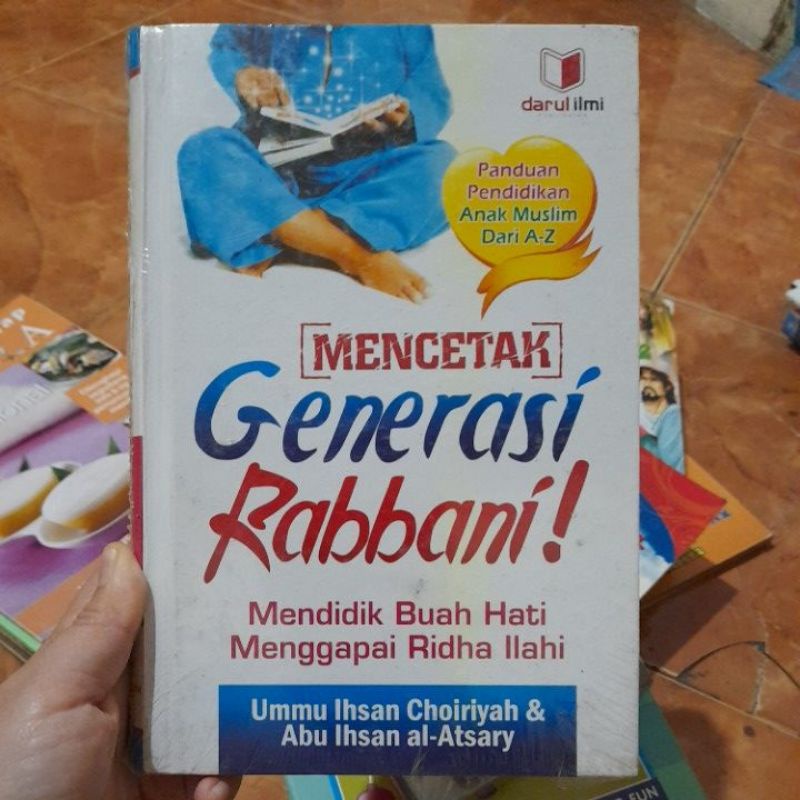 darul ilmi
Panduan
Pendidikan
Anak Muslim
Dari A-Z
[MENCETAK]
Generasi
Rabbani!
Mendidik Buah Hati
Menggapai Ridha Ilahi
Ummu Ihsan Choiriyah &
Abu Ihsan al-Atsary
FUN